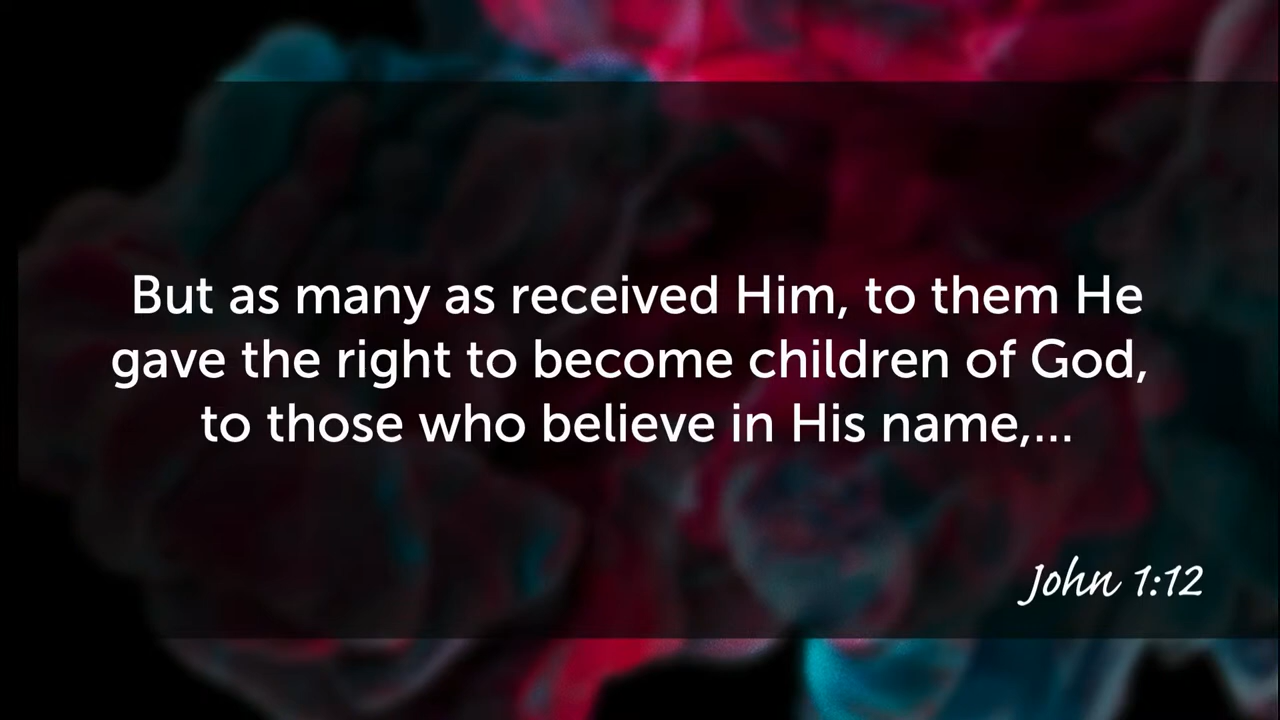 But as many as received Him, to them He
gave the right to become children of God,
to those who believe in His name,...
John 1:12